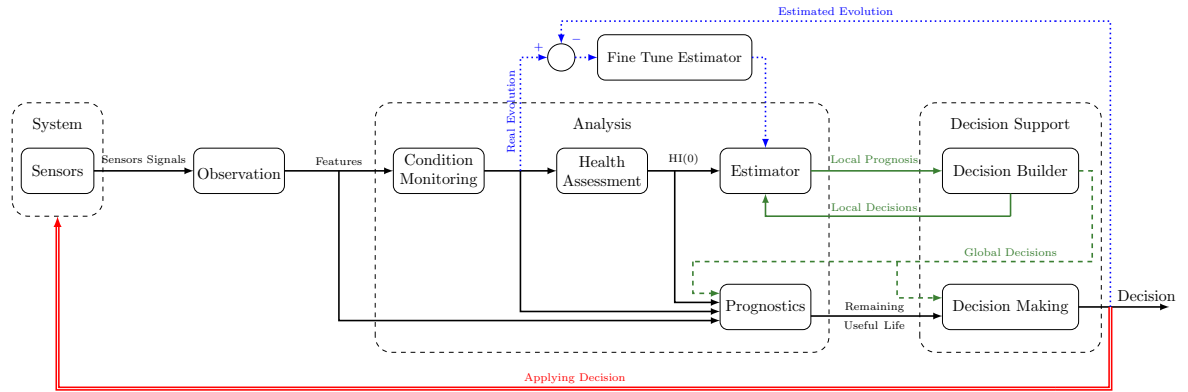 Estimated Evolution
+
−
Fine Tune Estimator
Real Evolution
System
Analysis
Decision Support
Sensors
Sensors Signals
Observation
Features
Condition
Monitoring
Health
Assessment
HI(0)
Estimator
Local Prognosis
Decision Builder
Local Decisions
Global Decisions
Prognostics
Remaining
Useful Life
Decision Making
Decision
Applying Decision